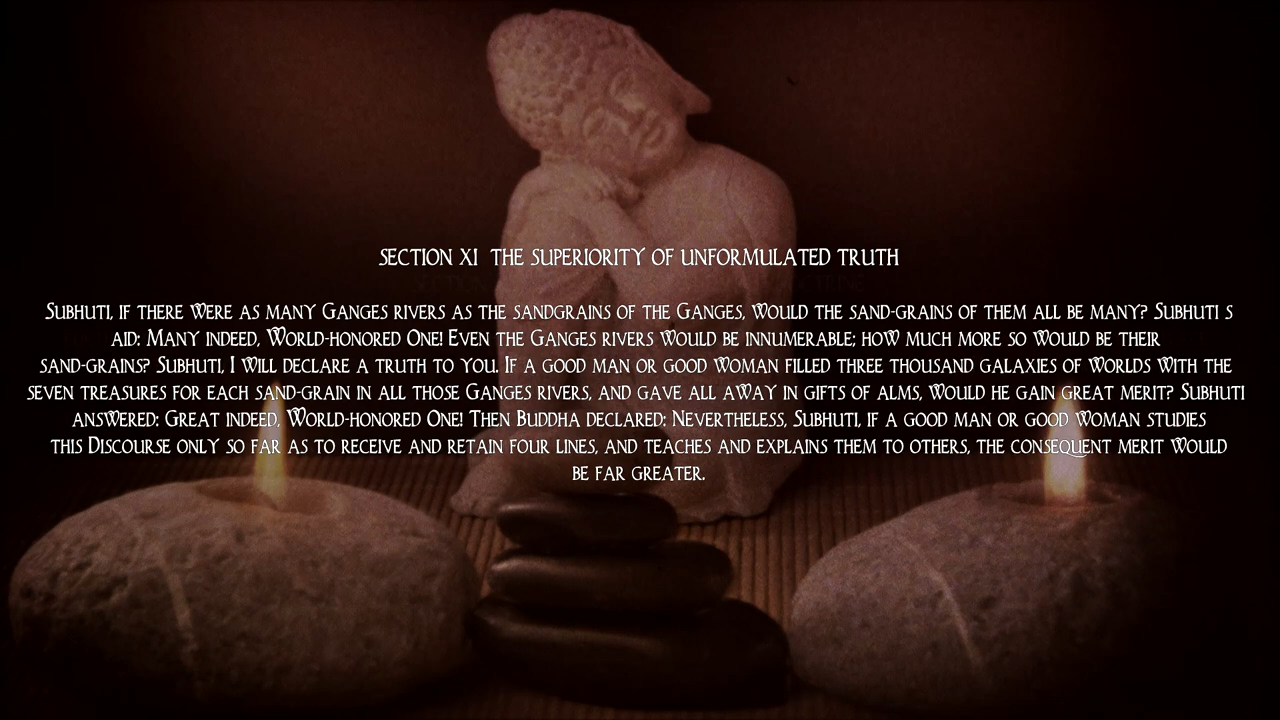 SECTION XI THE SUPERIORITY OF UNFORMULATED TRUTH
Subhuti, if there were as many Ganges rivers as the sandgrains of the Ganges, would the sand-grains of them all be many? Subhuti s
aid: Many indeed, World-honored One! Even the Ganges rivers would be innumerable; how much more so would be their
sand-grains? Subhuti, I will declare a truth to you. If a good man or good woman filled three thousand galaxies of worlds with the
seven treasures for each sand-grain in all those Ganges rivers, and gave all away in gifts of alms, would he gain great merit? Subhuti
answered: Great indeed, World-honored One! Then Buddha declared: Nevertheless, Subhuti, if a good man or good woman studies
this Discourse only so far as to receive and retain four lines, and teaches and explains them to others, the consequent merit would
be far greater.